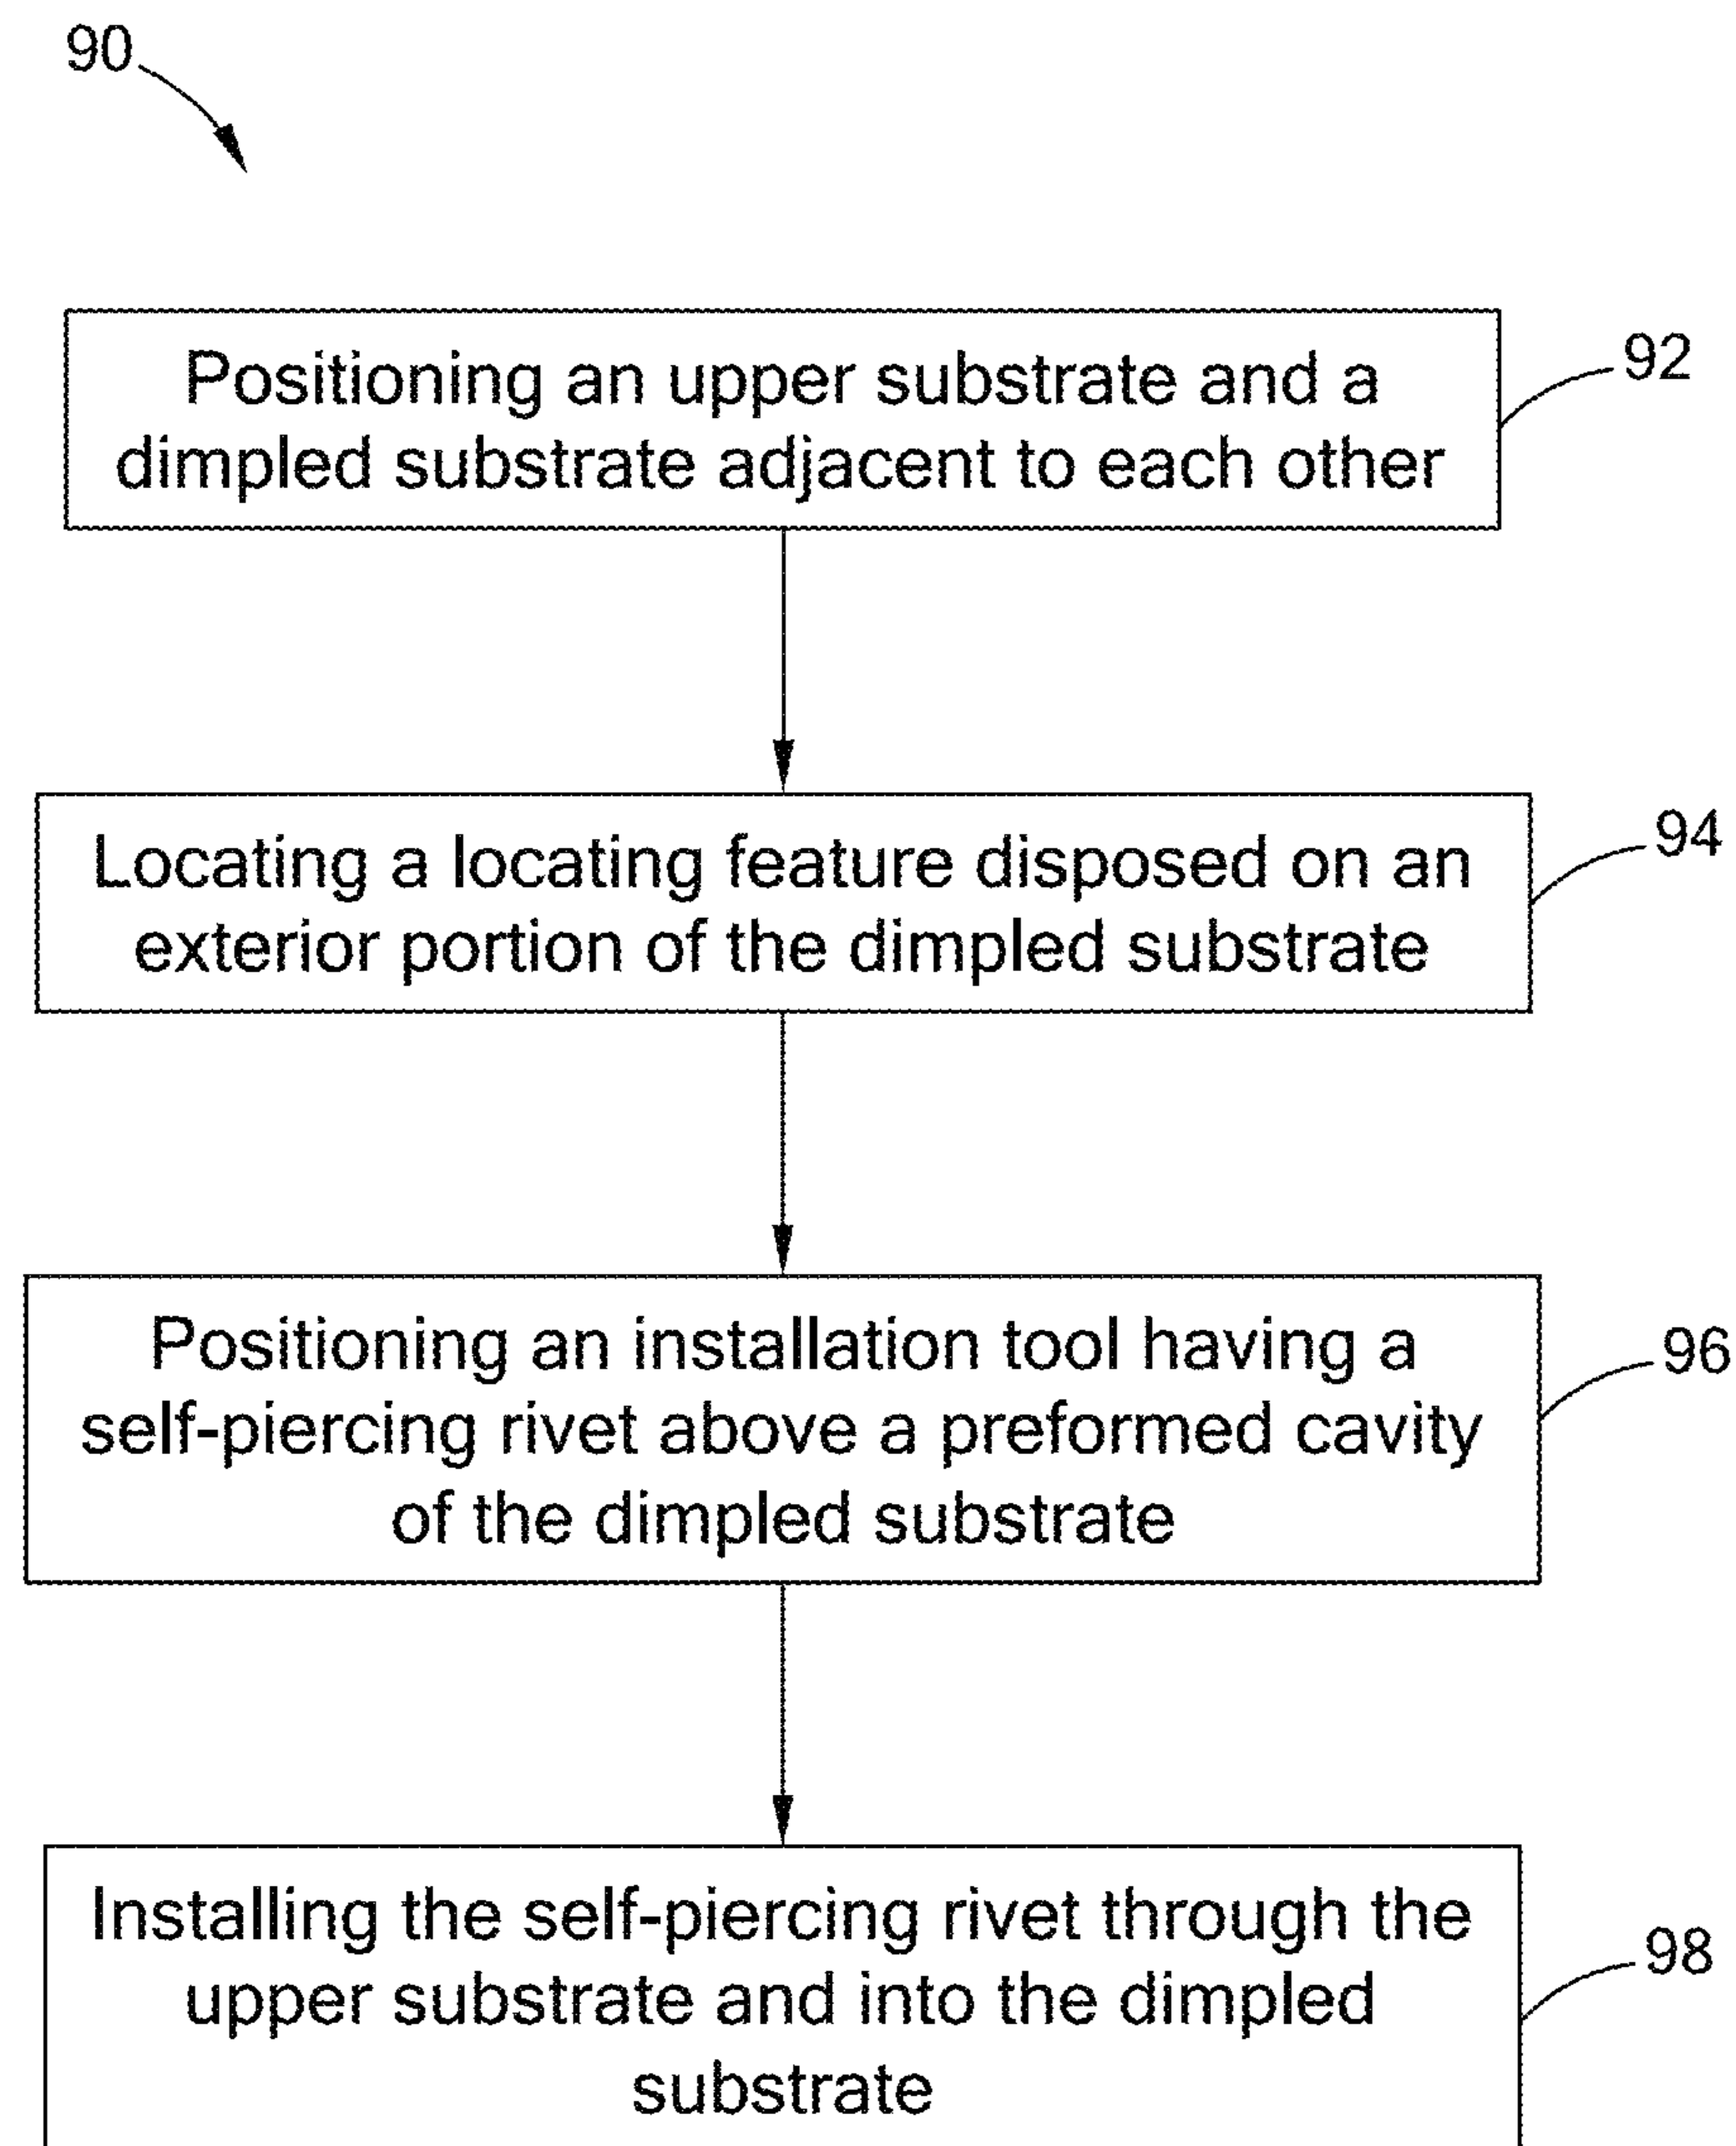 90
Positioning an upper substrate and a
dimpled substrate adjacent to each other
92
Locating a locating feature disposed on an
exterior portion of the dimpled substrate
94
Positioning an installation tool having a
self-piercing rivet above a preformed cavity
of the dimpled substrate
96
Installing the self-piercing rivet through the
upper substrate and into the dimpled
substrate
98